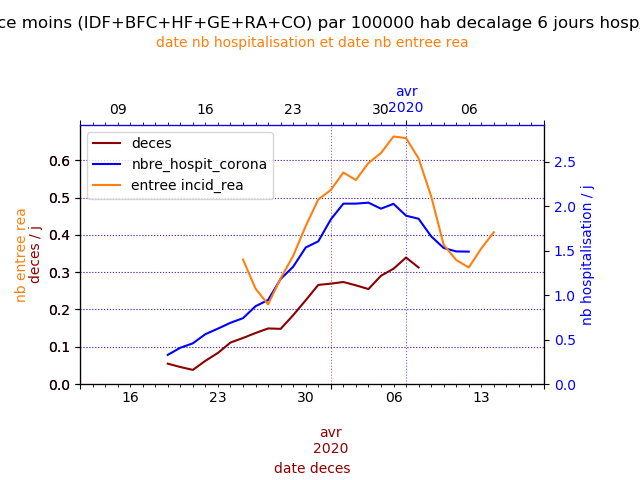 ce moins (IDF+BFC+HF+GE+RA+CO) par 100000 hab decalage 6 jours hosp
date nb hospitalisation et date nb entree rea
avr
2020
09 16 23 30 06
deces
nbre_hospit_corona
entree incid_rea
nb entree rea
deces / j
0.6
0.5
0.4
0.3
0.2
0.1
0.0
2.5
2.0
1.5
1.0
0.5
0.0
nb hospitalisation / j
16 23 30 06 13
avr
2020
date deces